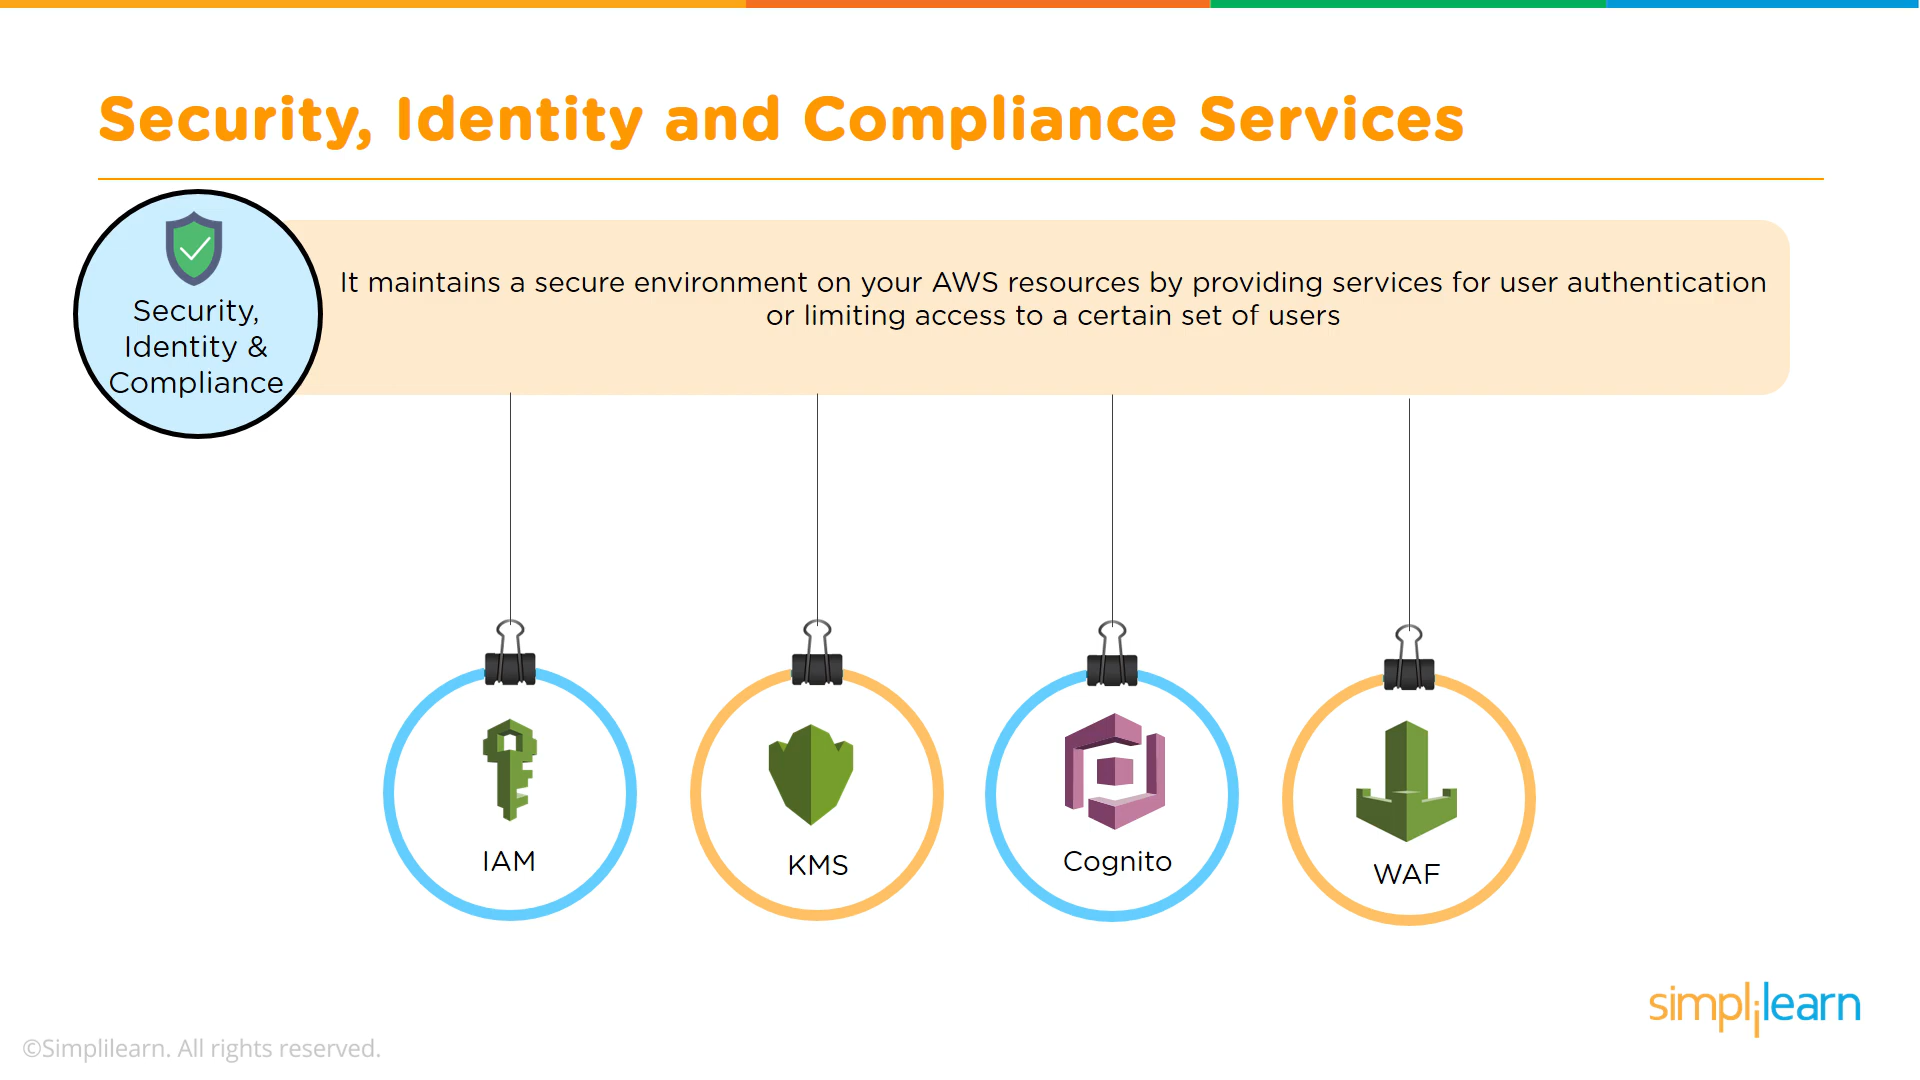 Security, Identity and Compliance Services
Security,
Identity &
Compliance
It maintains a secure environment on your AWS resources by providing services for user authentication
or limiting access to a certain set of users
IAM
KMS
Cognito
WAF
simplilearn
©Simplilearn. All rights reserved.